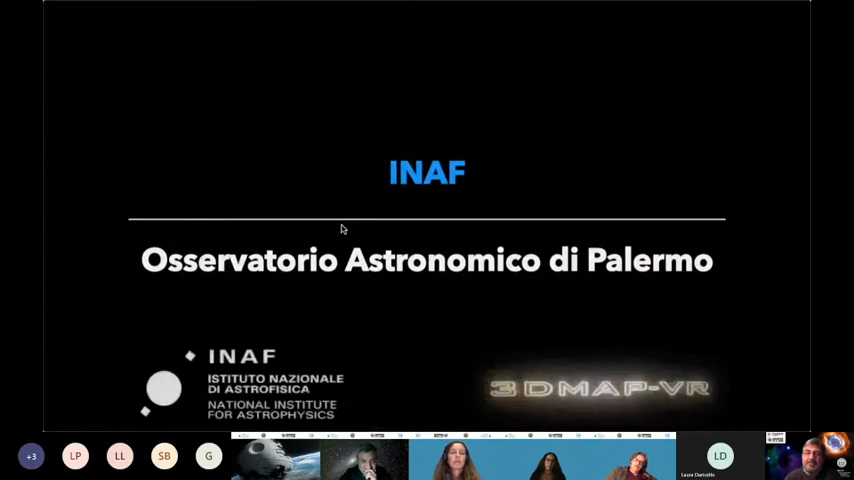 INAF
Osservatorio Astronomico di Palermo
INAF
ISTITUTO NAZIONALE
DI ASTROFISICA
NATIONAL INSTITUTE
FOR ASTROPHYSICS
3DMAP-VR
+3
LP
LL
SB
G
LD